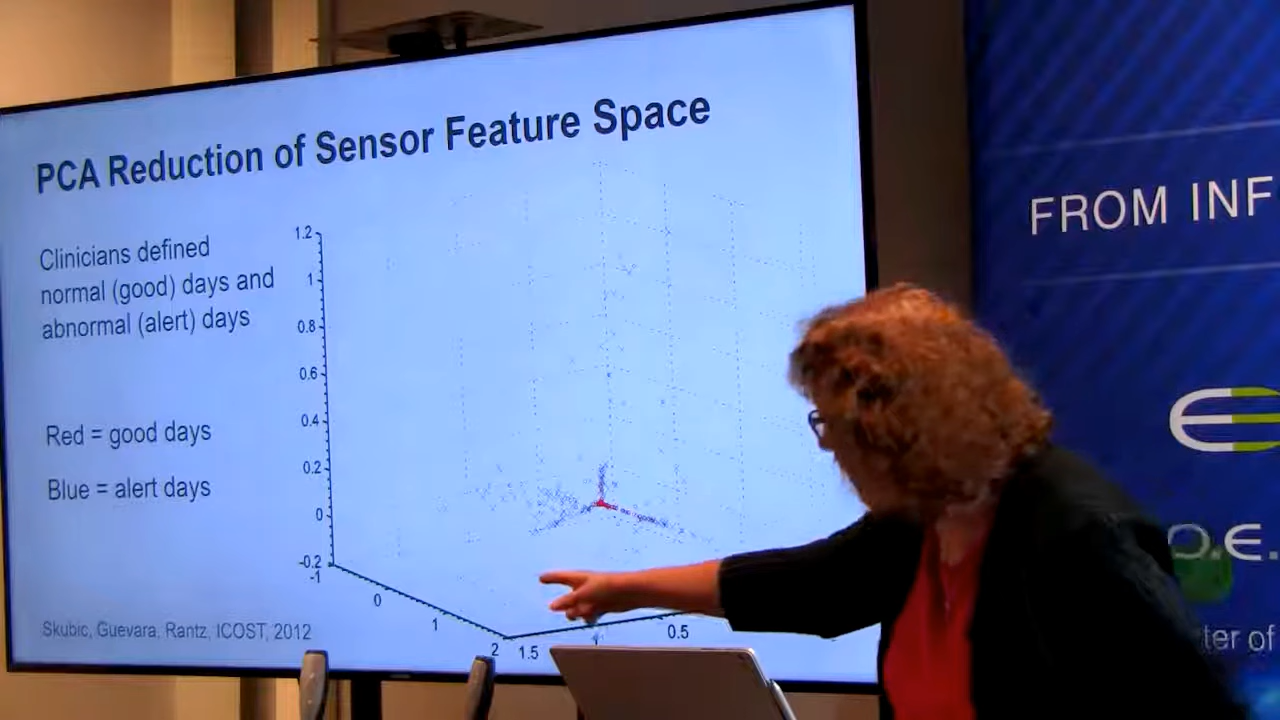 PCA Reduction of Sensor Feature Space
Clinicians defined
normal (good) days and
abnormal (alert) days
Red = good days
Blue = alert days
Skubic, Guevara, Rantz, ICOST, 2012
1.2
1
0.8
0.6
0.4
0.2
0
-0.2
-1
0
1
2
1.5
1
0.5
FROM INF